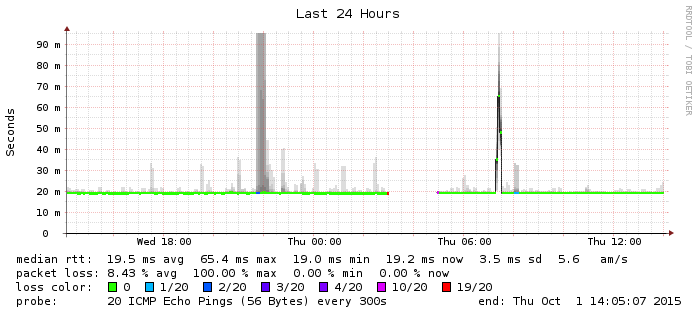 Last 24 Hours
RRDTOOL / TOBI OETIKER
Seconds
90 m
80 m
70 m
60 m
50 m
40 m
30 m
20 m
10 m
0
Wed 18:00 Thu 00:00 Thu 06:00 Thu 12:00
median rtt: 19.5 ms avg 65.4 ms max 19.0 ms min 19.2 ms now 3.5 ms sd 5.6 am/s
packet loss: 8.43 % avg 100.00 % max 0.00 % min 0.00 % now
loss color: 0 1/20 2/20 3/20 4/20 10/20 19/20
probe: 20 ICMP Echo Pings (56 Bytes) every 300s end: Thu Oct 1 14:05:07 2015